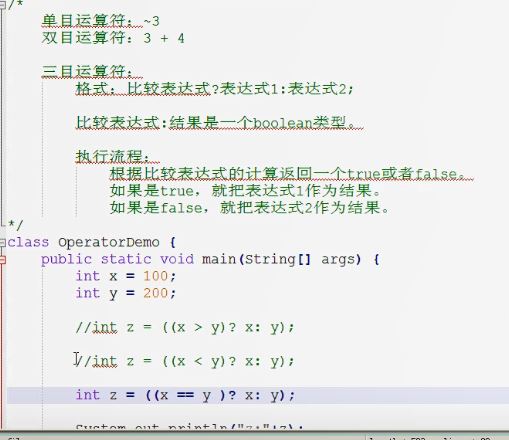 /*
单目运算符：~3
双目运算符：3 + 4
三目运算符：
格式：比较表达式?表达式1:表达式2;
比较表达式:结果是一个boolean类型。
执行流程：
根据比较表达式的计算返回一个true或者false。
如果是true，就把表达式1作为结果。
如果是false，就把表达式2作为结果。
*/
class OperatorDemo {
public static void main(String[] args) {
int x = 100;
int y = 200;
//int z = ((x > y)? x: y);
//int z = ((x < y)? x: y);
int z = ((x == y )? x: y);
System.out.println("z:"+z);